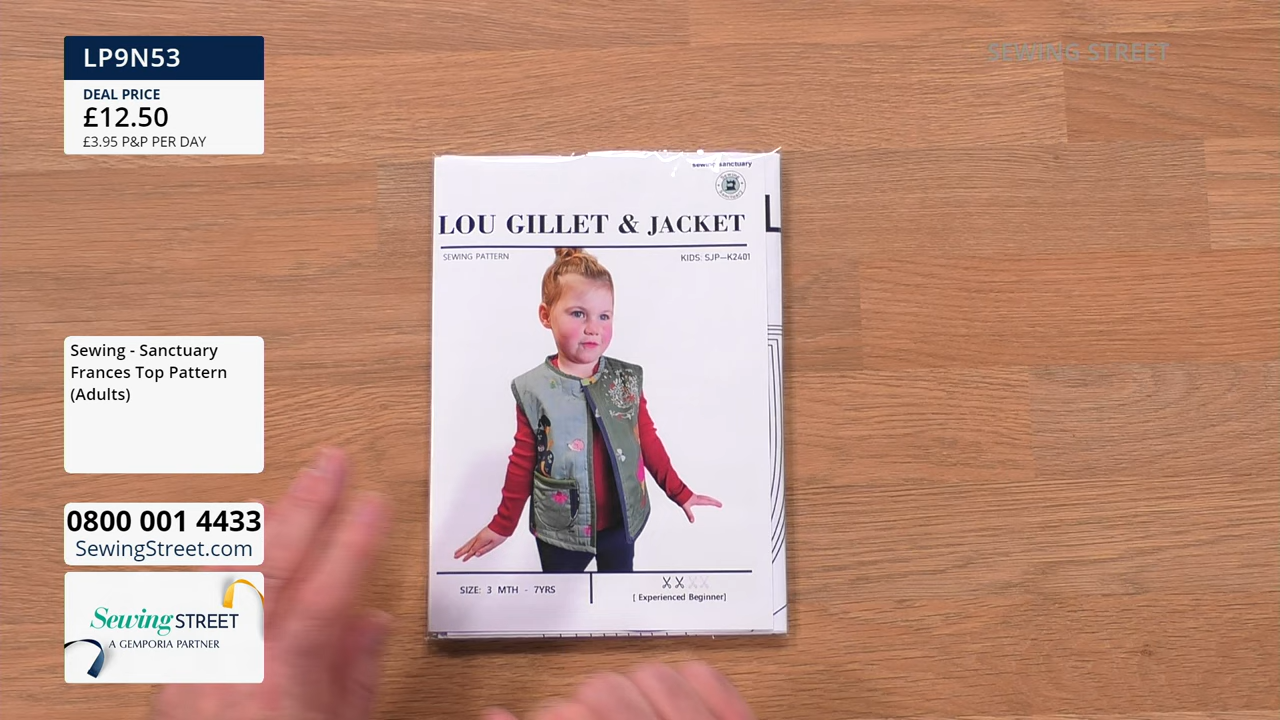 LP9N53
DEAL PRICE
£12.50
£3.95 P&P PER DAY
SEWING STREET
Sewing - Sanctuary
Frances Top Pattern
(Adults)
0800 001 4433
SewingStreet.com
Sewing STREET
A GEMPORIA PARTNER
sewing sanctuary
LOU GILLET & JACKET
SEWING PATTERN
KIDS: SJP-K2401
SIZE: 3 MTH - 7YRS
[ Experienced Beginner]